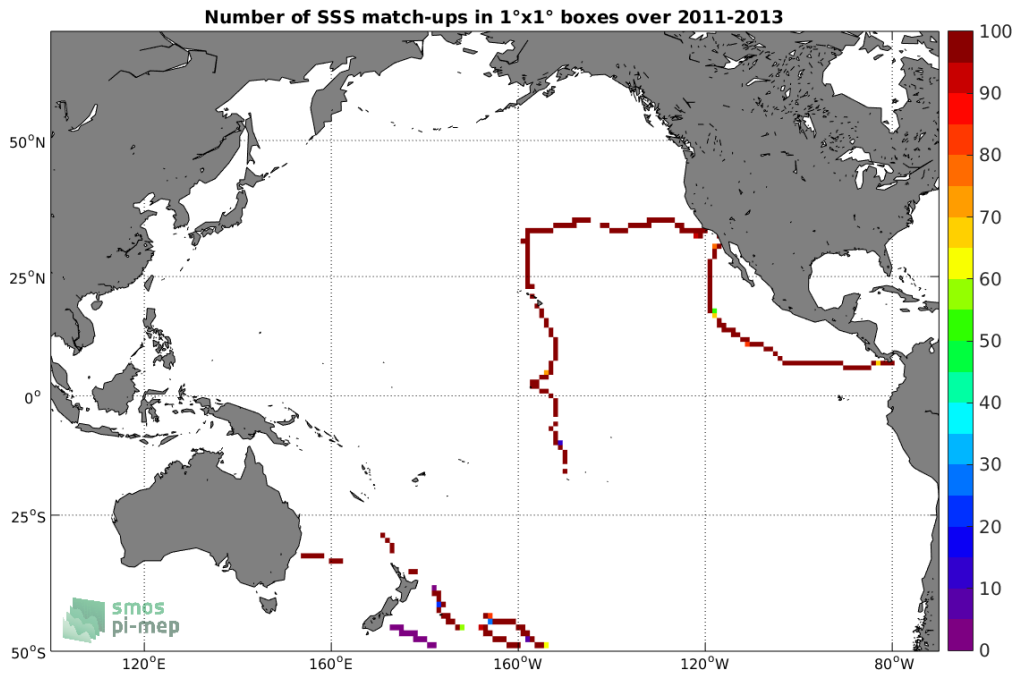 Number of SSS match-ups in 1°x1° boxes over 2011-2013
50°N
25°N
0°
25°S
50°S
120°E
160°E
160°W
120°W
80°W
100
90
80
70
60
50
40
30
20
10
0
smos
pi-mep